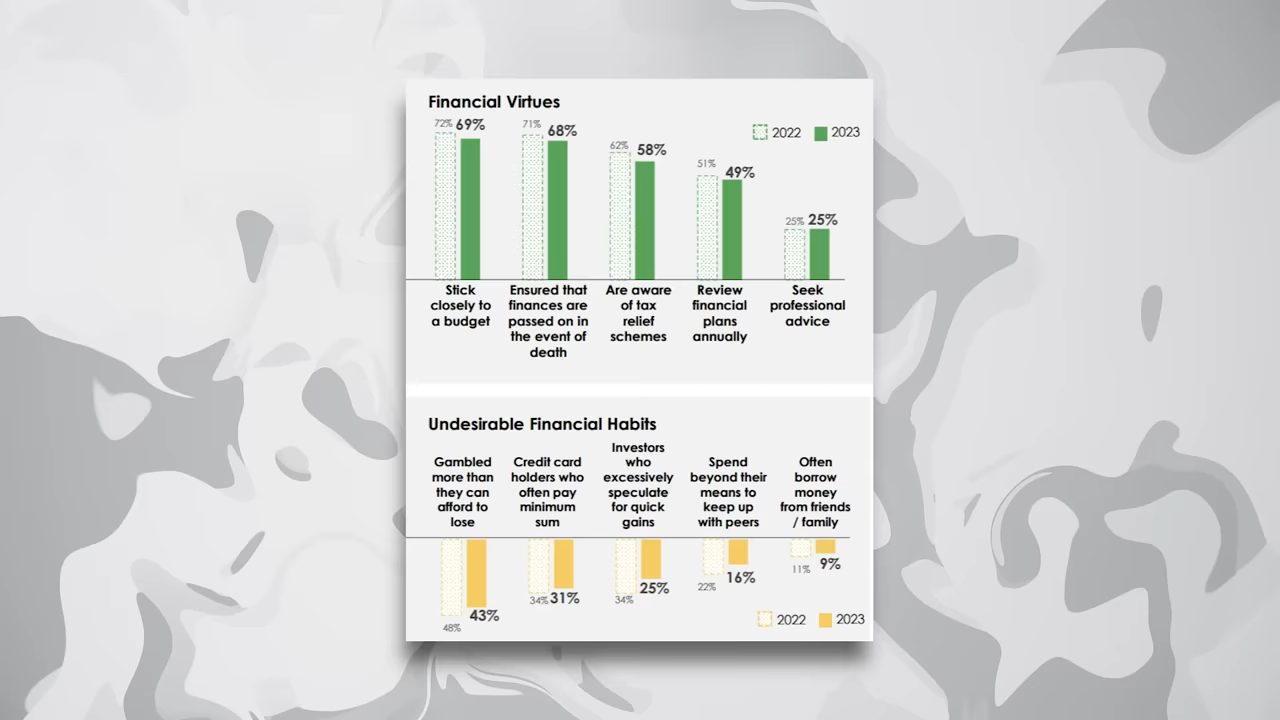 Financial Virtues
72% 69%
71% 68%
62% 58%
51% 49%
25% 25%
2022 2023
Stick
closely to
a budget
Ensured that
finances are
passed on in
the event of
death
Are aware
of tax
relief
schemes
Review
financial
plans
annually
Seek
professional
advice
Undesirable Financial Habits
Gambled
more than
they can
afford to
lose
Credit card
holders who
often pay
minimum
sum
Investors
who
excessively
speculate
for quick
gains
Spend
beyond their
means to
keep up
with peers
Often
borrow
money
from friends
/ family
48% 43%
34% 31%
34% 25%
22% 16%
11% 9%
2022 2023